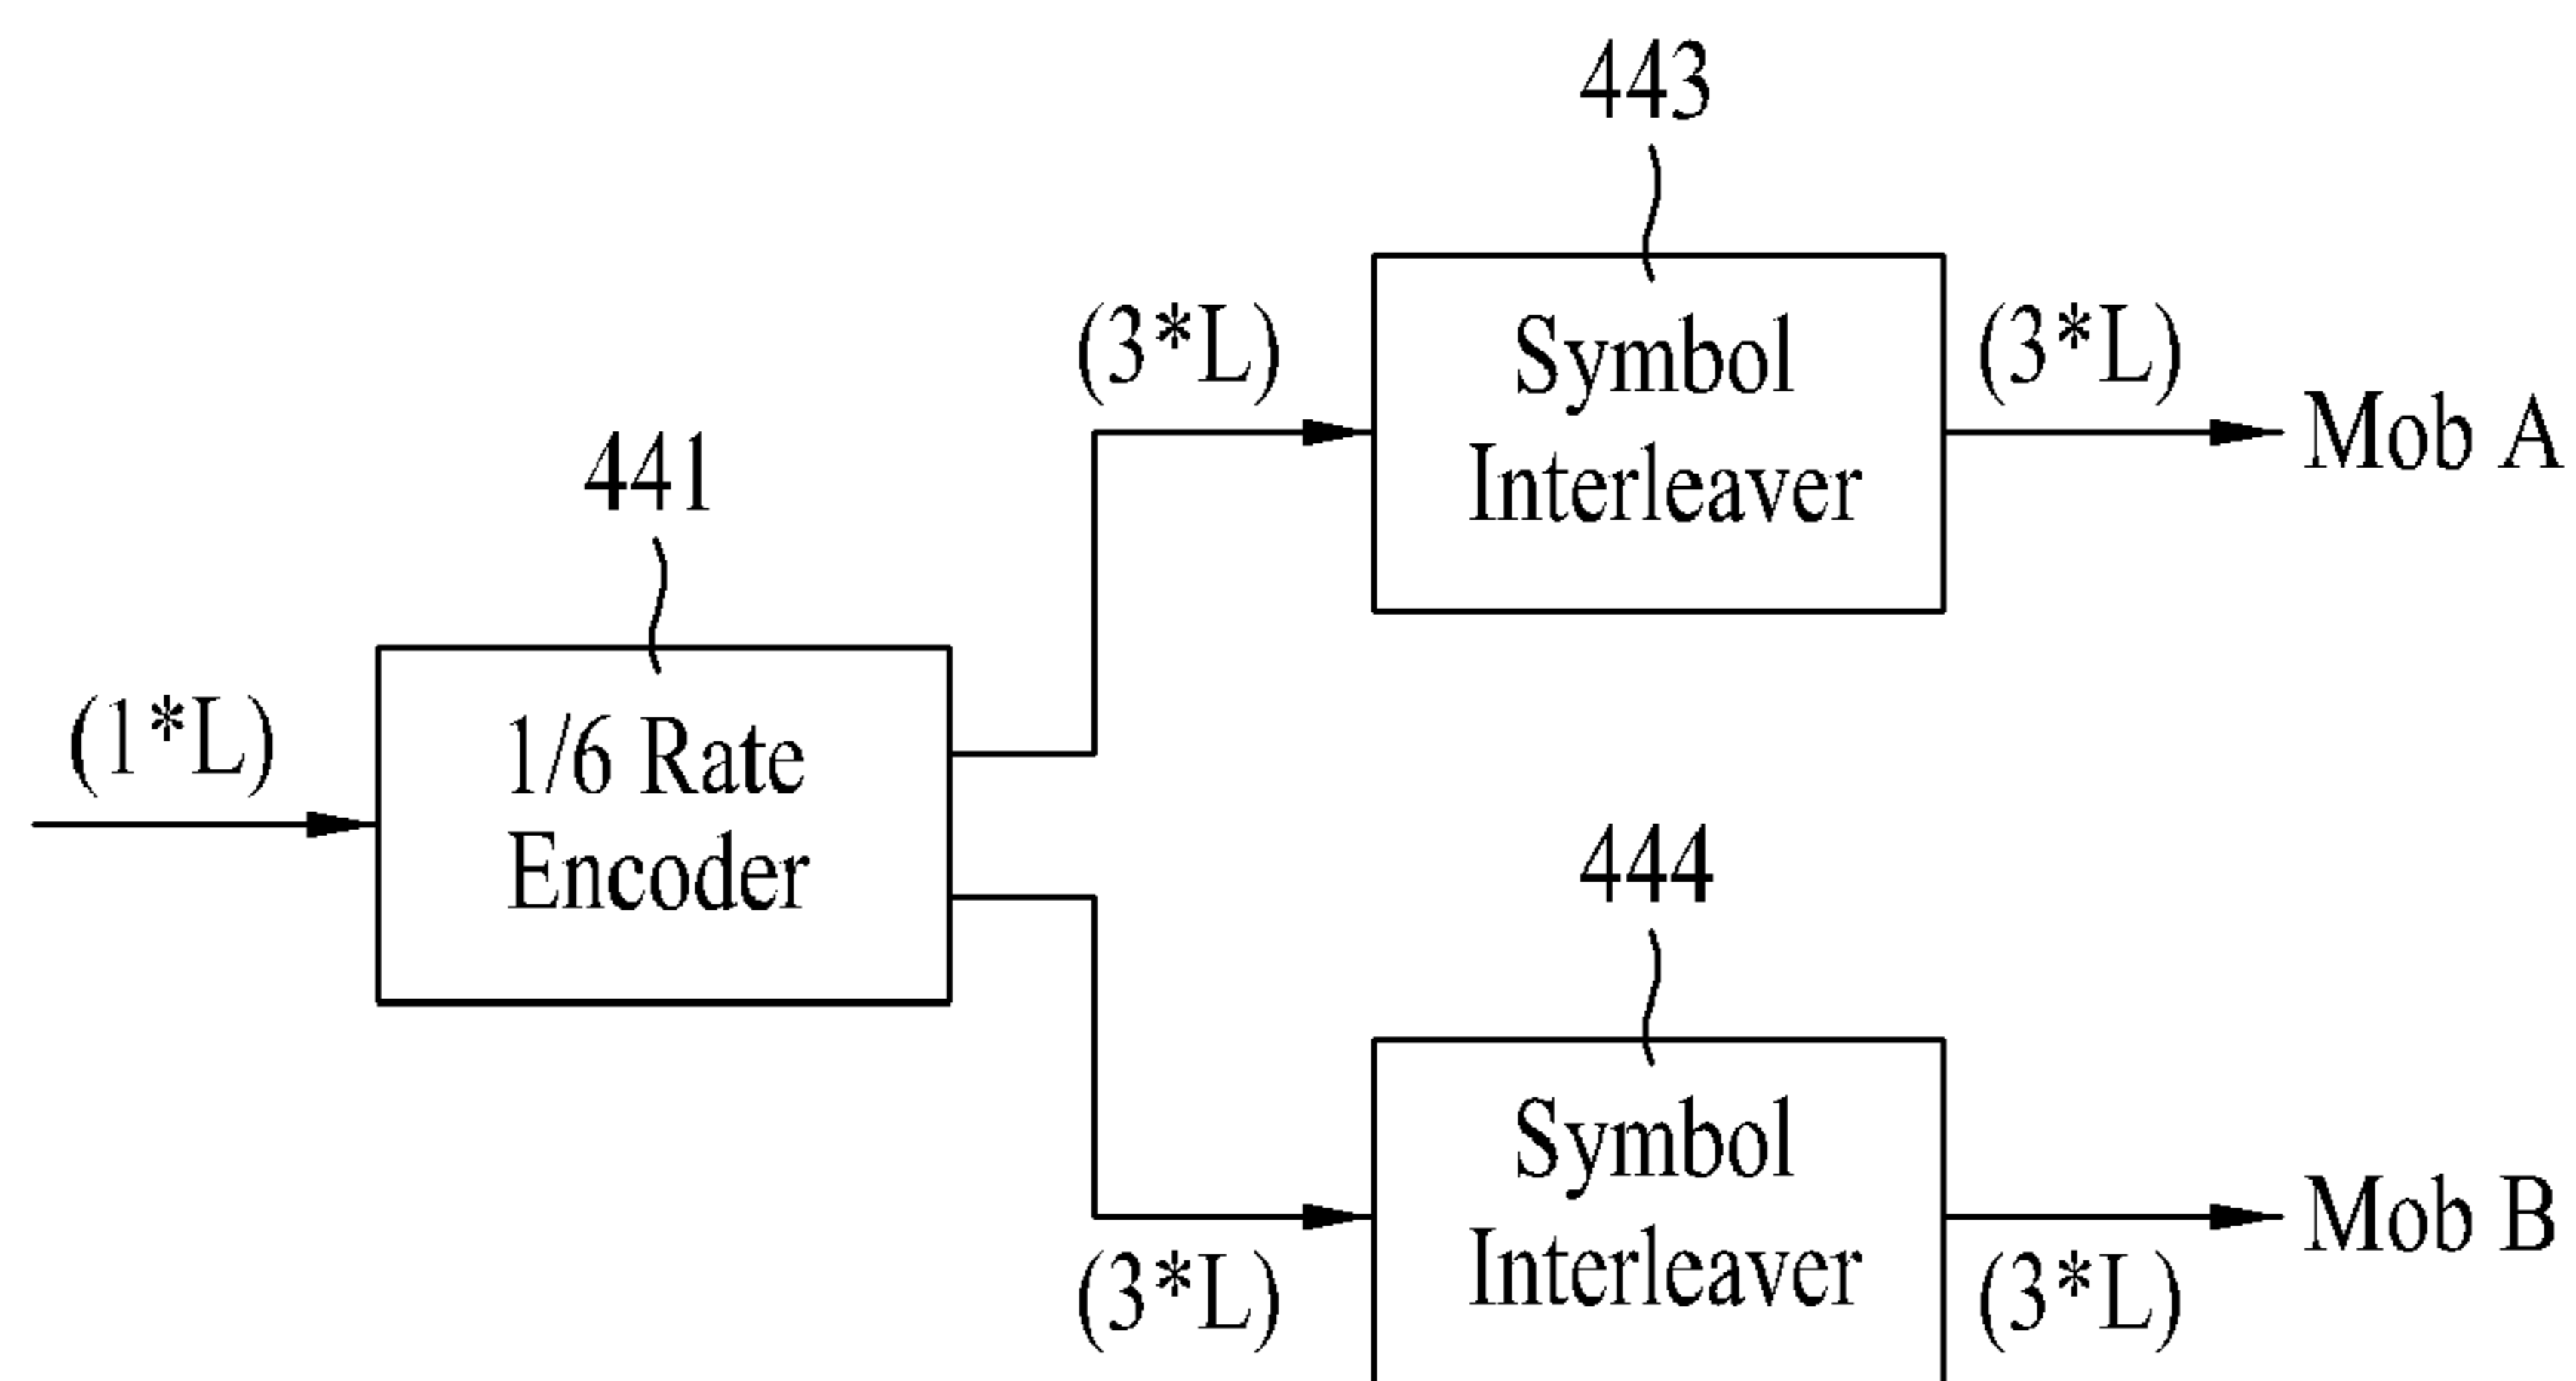 443
(3*L)
Symbol
Interleaver
(3*L)
Mob A
441
(1*L)
1/6 Rate
Encoder
444
Symbol
Interleaver
(3*L)
(3*L)
Mob B